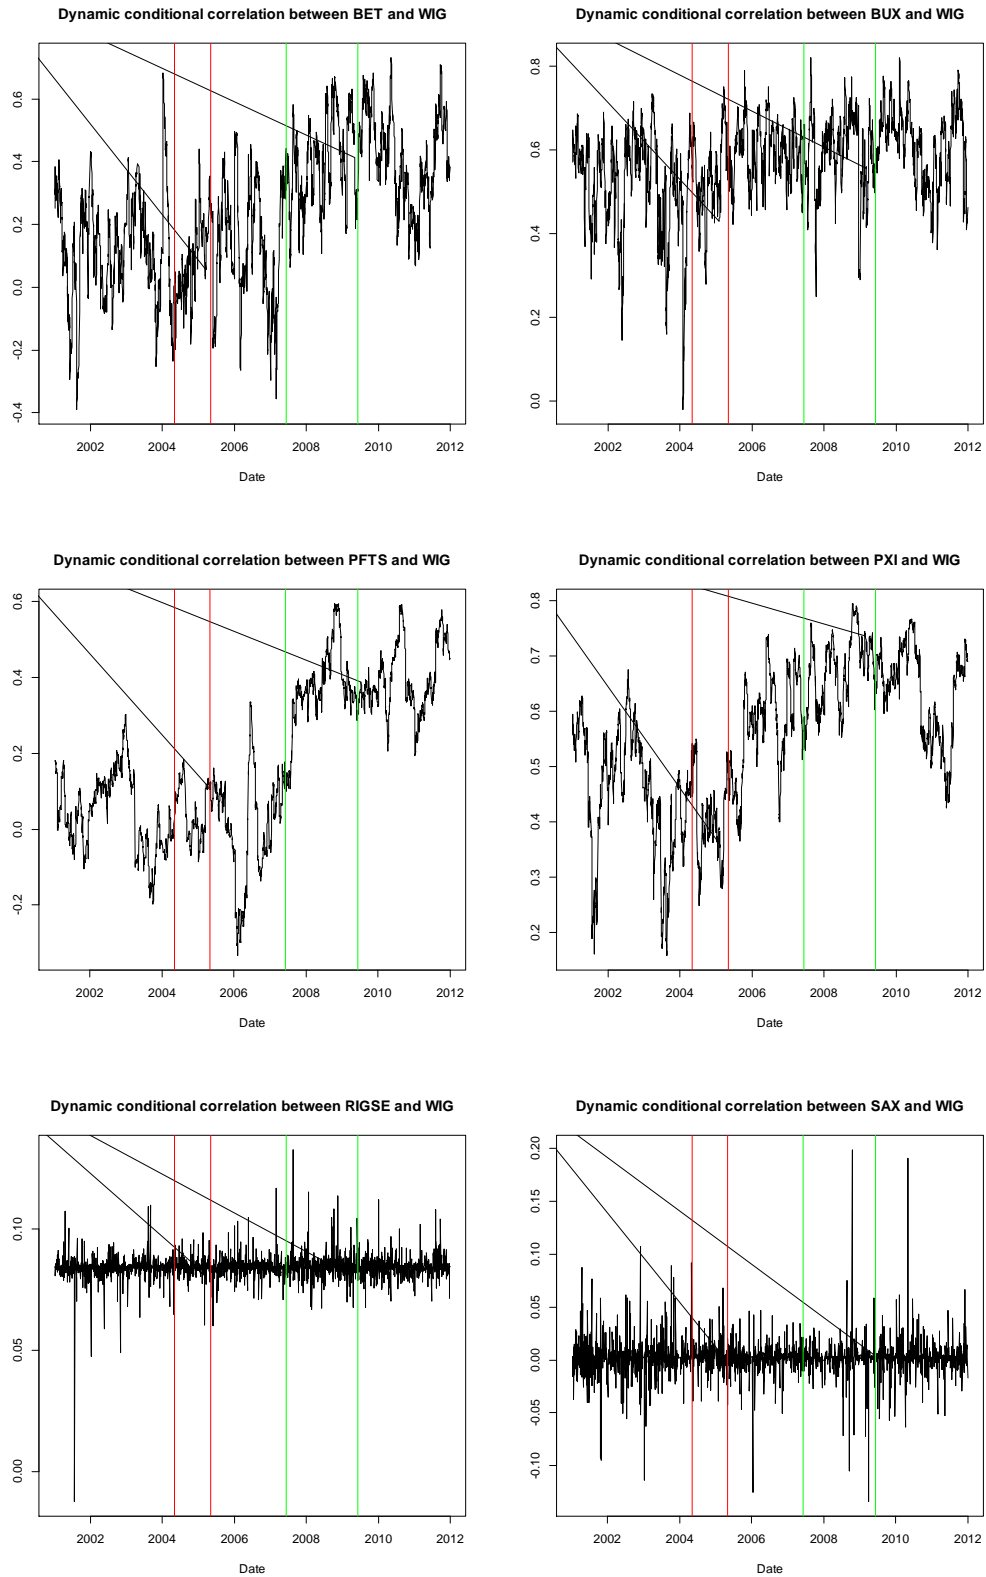 Dynamic conditional correlation between BET and WIG
0.6
0.4
0.2
0.0
-0.2
-0.4
2002 2004 2006 2008 2010 2012
Date
Dynamic conditional correlation between BUX and WIG
0.8
0.6
0.4
0.2
0.0
2002 2004 2006 2008 2010 2012
Date
Dynamic conditional correlation between PFTS and WIG
0.6
0.4
0.2
0.0
-0.2
2002 2004 2006 2008 2010 2012
Date
Dynamic conditional correlation between PXI and WIG
0.8
0.7
0.6
0.5
0.4
0.3
0.2
2002 2004 2006 2008 2010 2012
Date
Dynamic conditional correlation between RIGSE and WIG
0.10
0.05
0.00
2002 2004 2006 2008 2010 2012
Date
Dynamic conditional correlation between SAX and WIG
0.20
0.15
0.10
0.05
0.00
-0.05
-0.10
2002 2004 2006 2008 2010 2012
Date